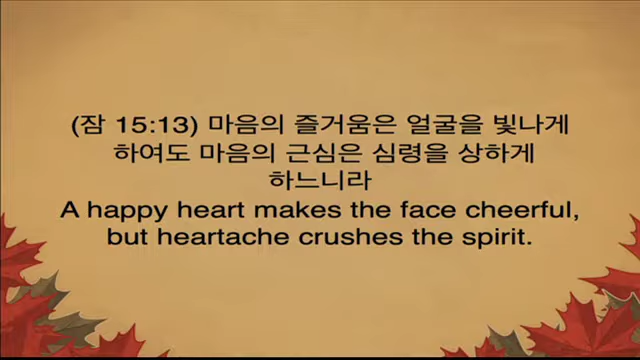 (잠 15:13) 마음의 즐거움은 얼굴을 빛나게
하여도 마음의 근심은 심령을 상하게
하느니라
A happy heart makes the face cheerful,
but heartache crushes the spirit.